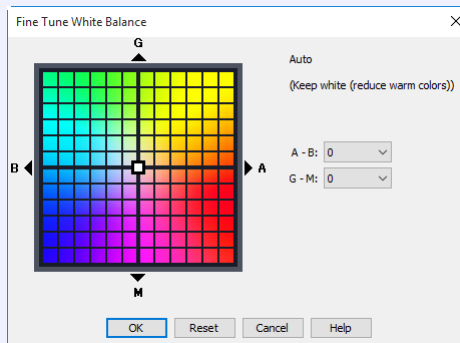 Fine Tune White Balance
G
Auto
(Keep white (reduce warm colors))
A - B: 0
B
A
G - M: 0
M
OK
Reset
Cancel
Help